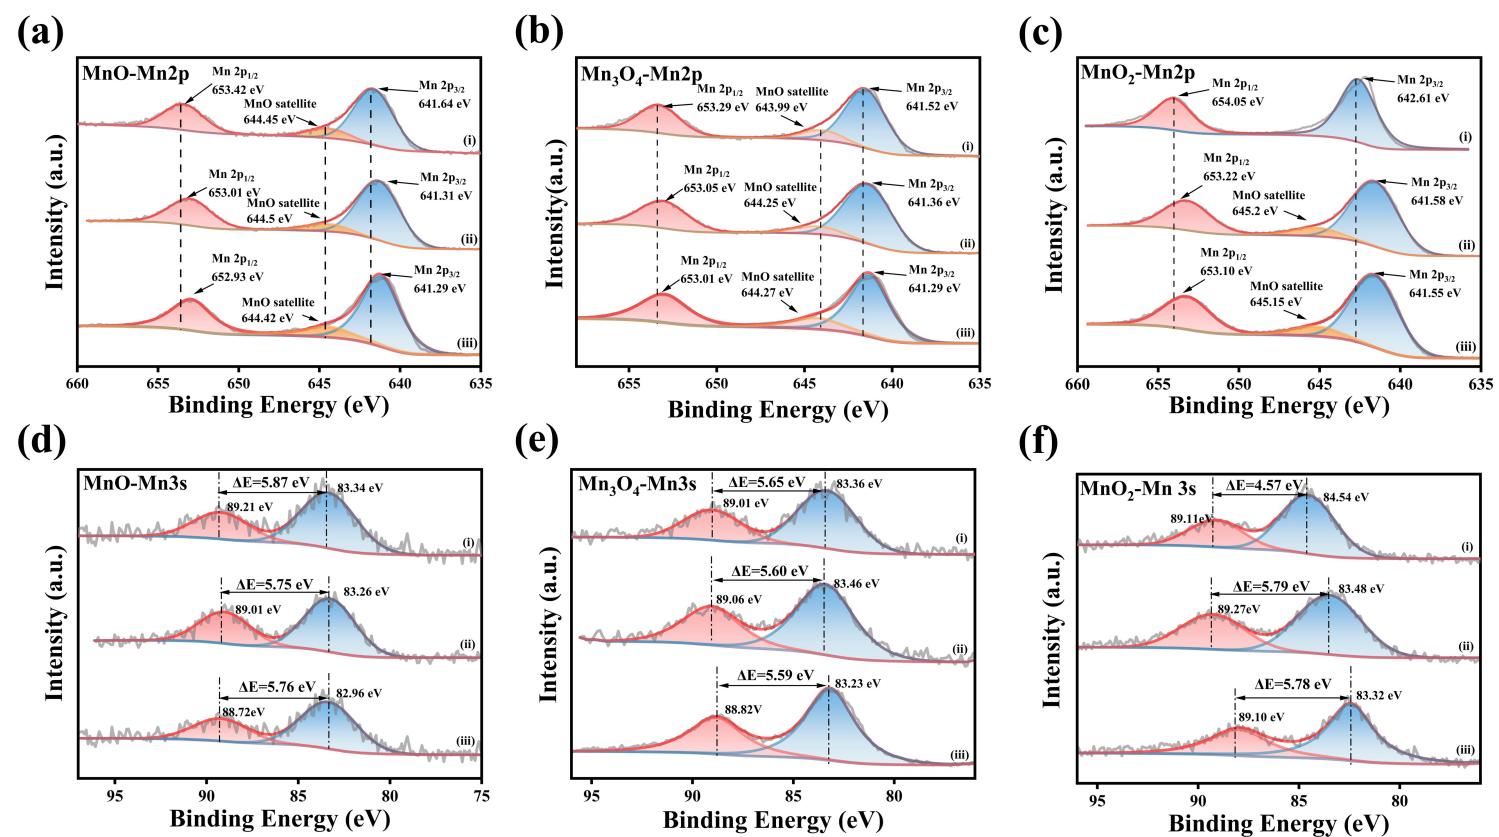 (a)
MnO-Mn2p
Mn 2p1/2
653.42 eV
MnO satellite
644.45 eV
Mn 2p3/2
641.64 eV
(i)
Mn 2p1/2
653.01 eV
MnO satellite
644.5 eV
Mn 2p3/2
641.31 eV
(ii)
Mn 2p1/2
652.93 eV
MnO satellite
644.42 eV
Mn 2p3/2
641.29 eV
(iii)
Intensity (a.u.)
660 655 650 645 640 635
Binding Energy (eV)
(b)
Mn3O4-Mn2p
Mn 2p1/2
653.29 eV
MnO satellite
643.99 eV
Mn 2p3/2
641.52 eV
(i)
Mn 2p1/2
653.05 eV
MnO satellite
644.25 eV
Mn 2p3/2
641.36 eV
(ii)
Mn 2p1/2
653.01 eV
MnO satellite
644.27 eV
Mn 2p3/2
641.29 eV
(iii)
Intensity(a.u.)
655 650 645 640
Binding Energy (eV)
(c)
MnO2-Mn2p
Mn 2p1/2
654.05 eV
Mn 2p3/2
642.61 eV
(i)
Mn 2p1/2
653.22 eV
MnO satellite
645.2 eV
Mn 2p3/2
641.58 eV
(ii)
Mn 2p1/2
653.10 eV
MnO satellite
645.15 eV
Mn 2p3/2
641.55 eV
(iii)
Intensity (a.u.)
660 655 650 645 640 635
Binding Energy (eV)
(d)
MnO-Mn3s
ΔE=5.87 eV
83.34 eV
89.21 eV
(i)
ΔE=5.75 eV
83.26 eV
89.01 eV
(ii)
ΔE=5.76 eV
82.96 eV
88.72eV
(iii)
Intensity (a.u.)
95 90 85 80 75
Binding Energy (eV)
(e)
Mn3O4-Mn3s
ΔE=5.65 eV
83.36 eV
89.01 eV
(i)
ΔE=5.60 eV
83.46 eV
89.06 eV
(ii)
ΔE=5.59 eV
83.23 eV
88.82V
(iii)
Intensity (a.u.)
95 90 85 80
Binding Energy (eV)
(f)
MnO2-Mn 3s
ΔE=4.57 eV
84.54 eV
89.11eV
(i)
ΔE=5.79 eV
83.48 eV
89.27eV
(ii)
ΔE=5.78 eV
83.32 eV
89.10 eV
(iii)
Intensity (a.u.)
95 90 85 80
Binding Energy (eV)